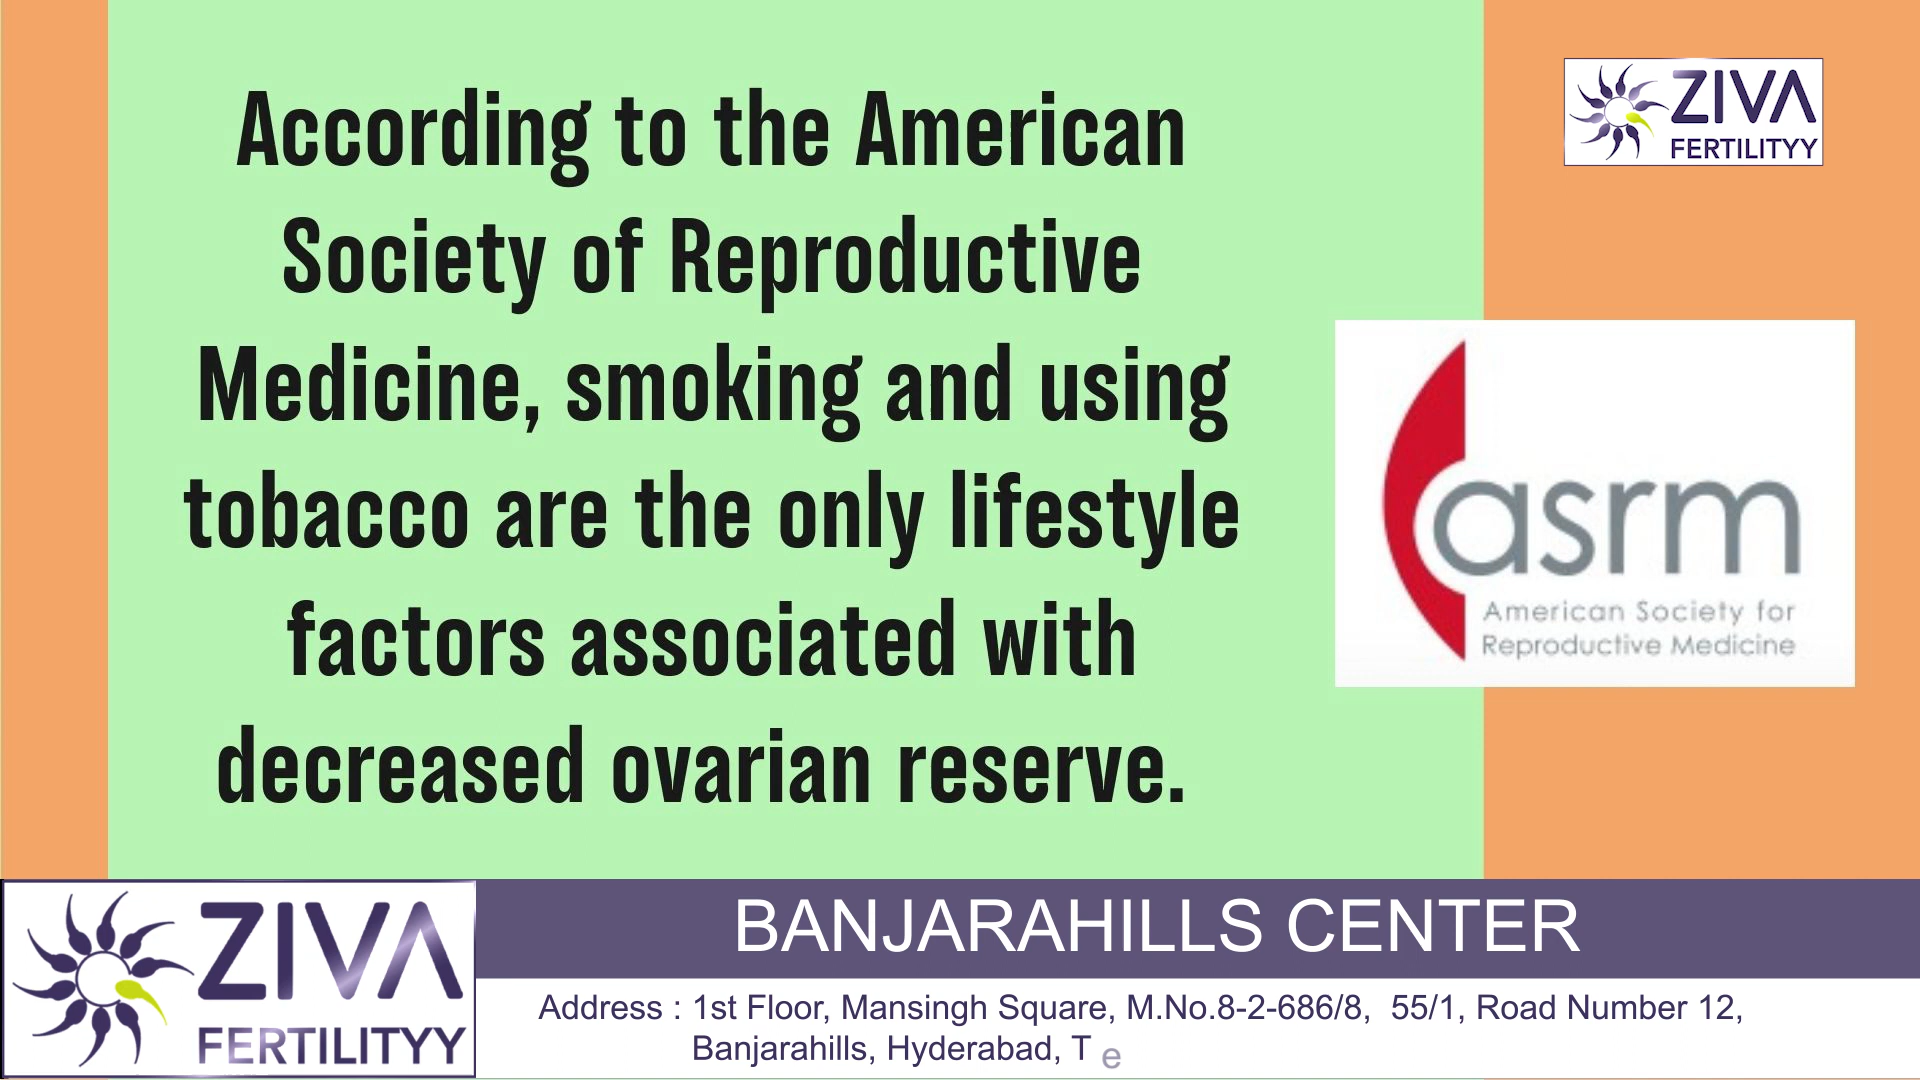 According to the American
Society of Reproductive
Medicine, smoking and using
tobacco are the only lifestyle
factors associated with
decreased ovarian reserve.
ZIVA
FERTILITYY
asrm
American Society for
Reproductive Medicine
ZIVA
FERTILITYY
BANJARAHILLS CENTER
Address : 1st Floor, Mansingh Square, M.No.8-2-686/8, 55/1, Road Number 12,
Banjarahills, Hyderabad, T e